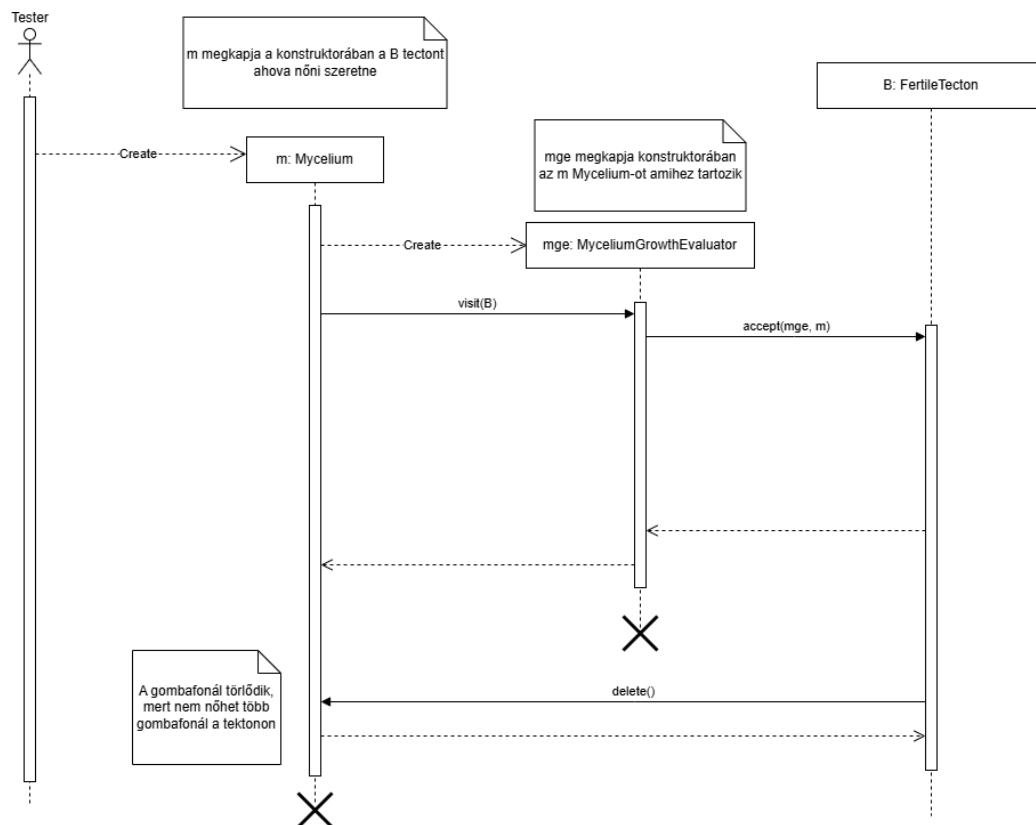 Tester
m megkapja a konstruktorában a B tectont
ahova nőni szeretne
B: FertileTecton
Create
m: Mycelium
mge megkapja konstruktorában
az m Mycelium-ot amihez tartozik
Create
mge: MyceliumGrowthEvaluator
visit(B)
accept(mge, m)
A gombafonál törlődik,
mert nem nőhet több
gombafonál a tektonon
delete()